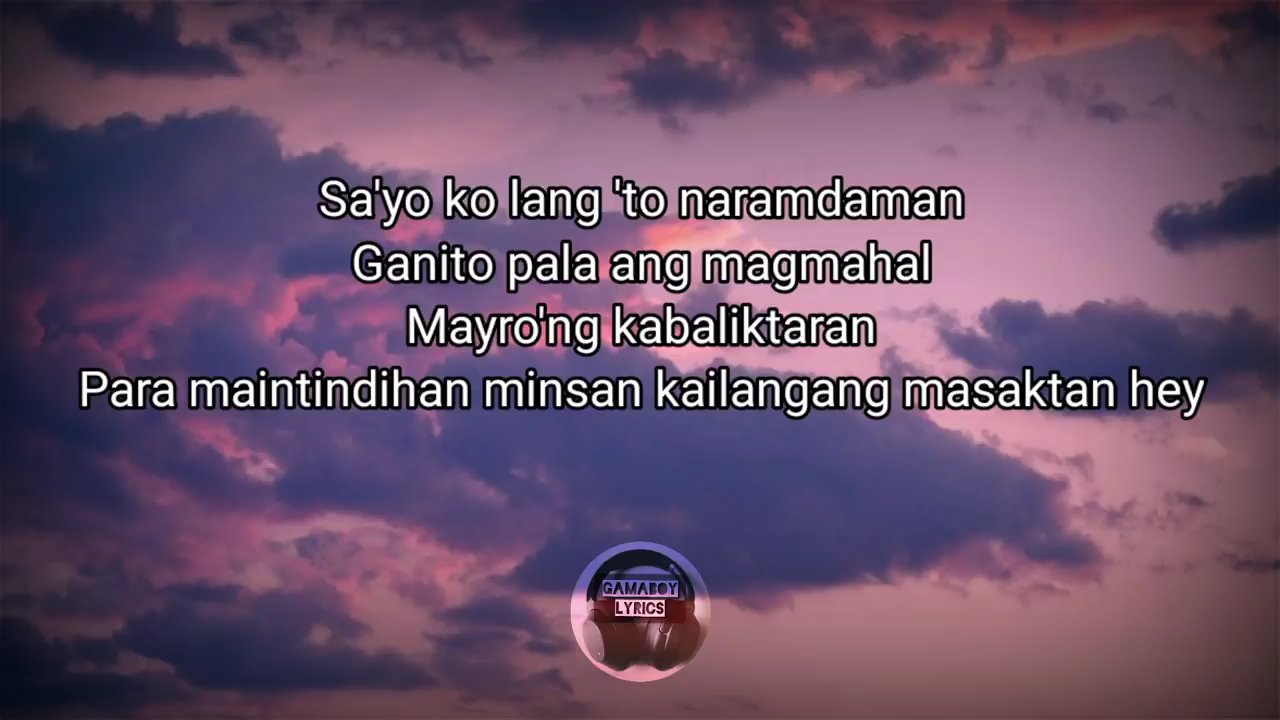 Sa'yo ko lang 'to naramdaman
Ganito pala ang magmahal
Mayro'ng kabaliktaran
Para maintindihan minsan kailangang masaktan hey
GAMABOY
LYRICS